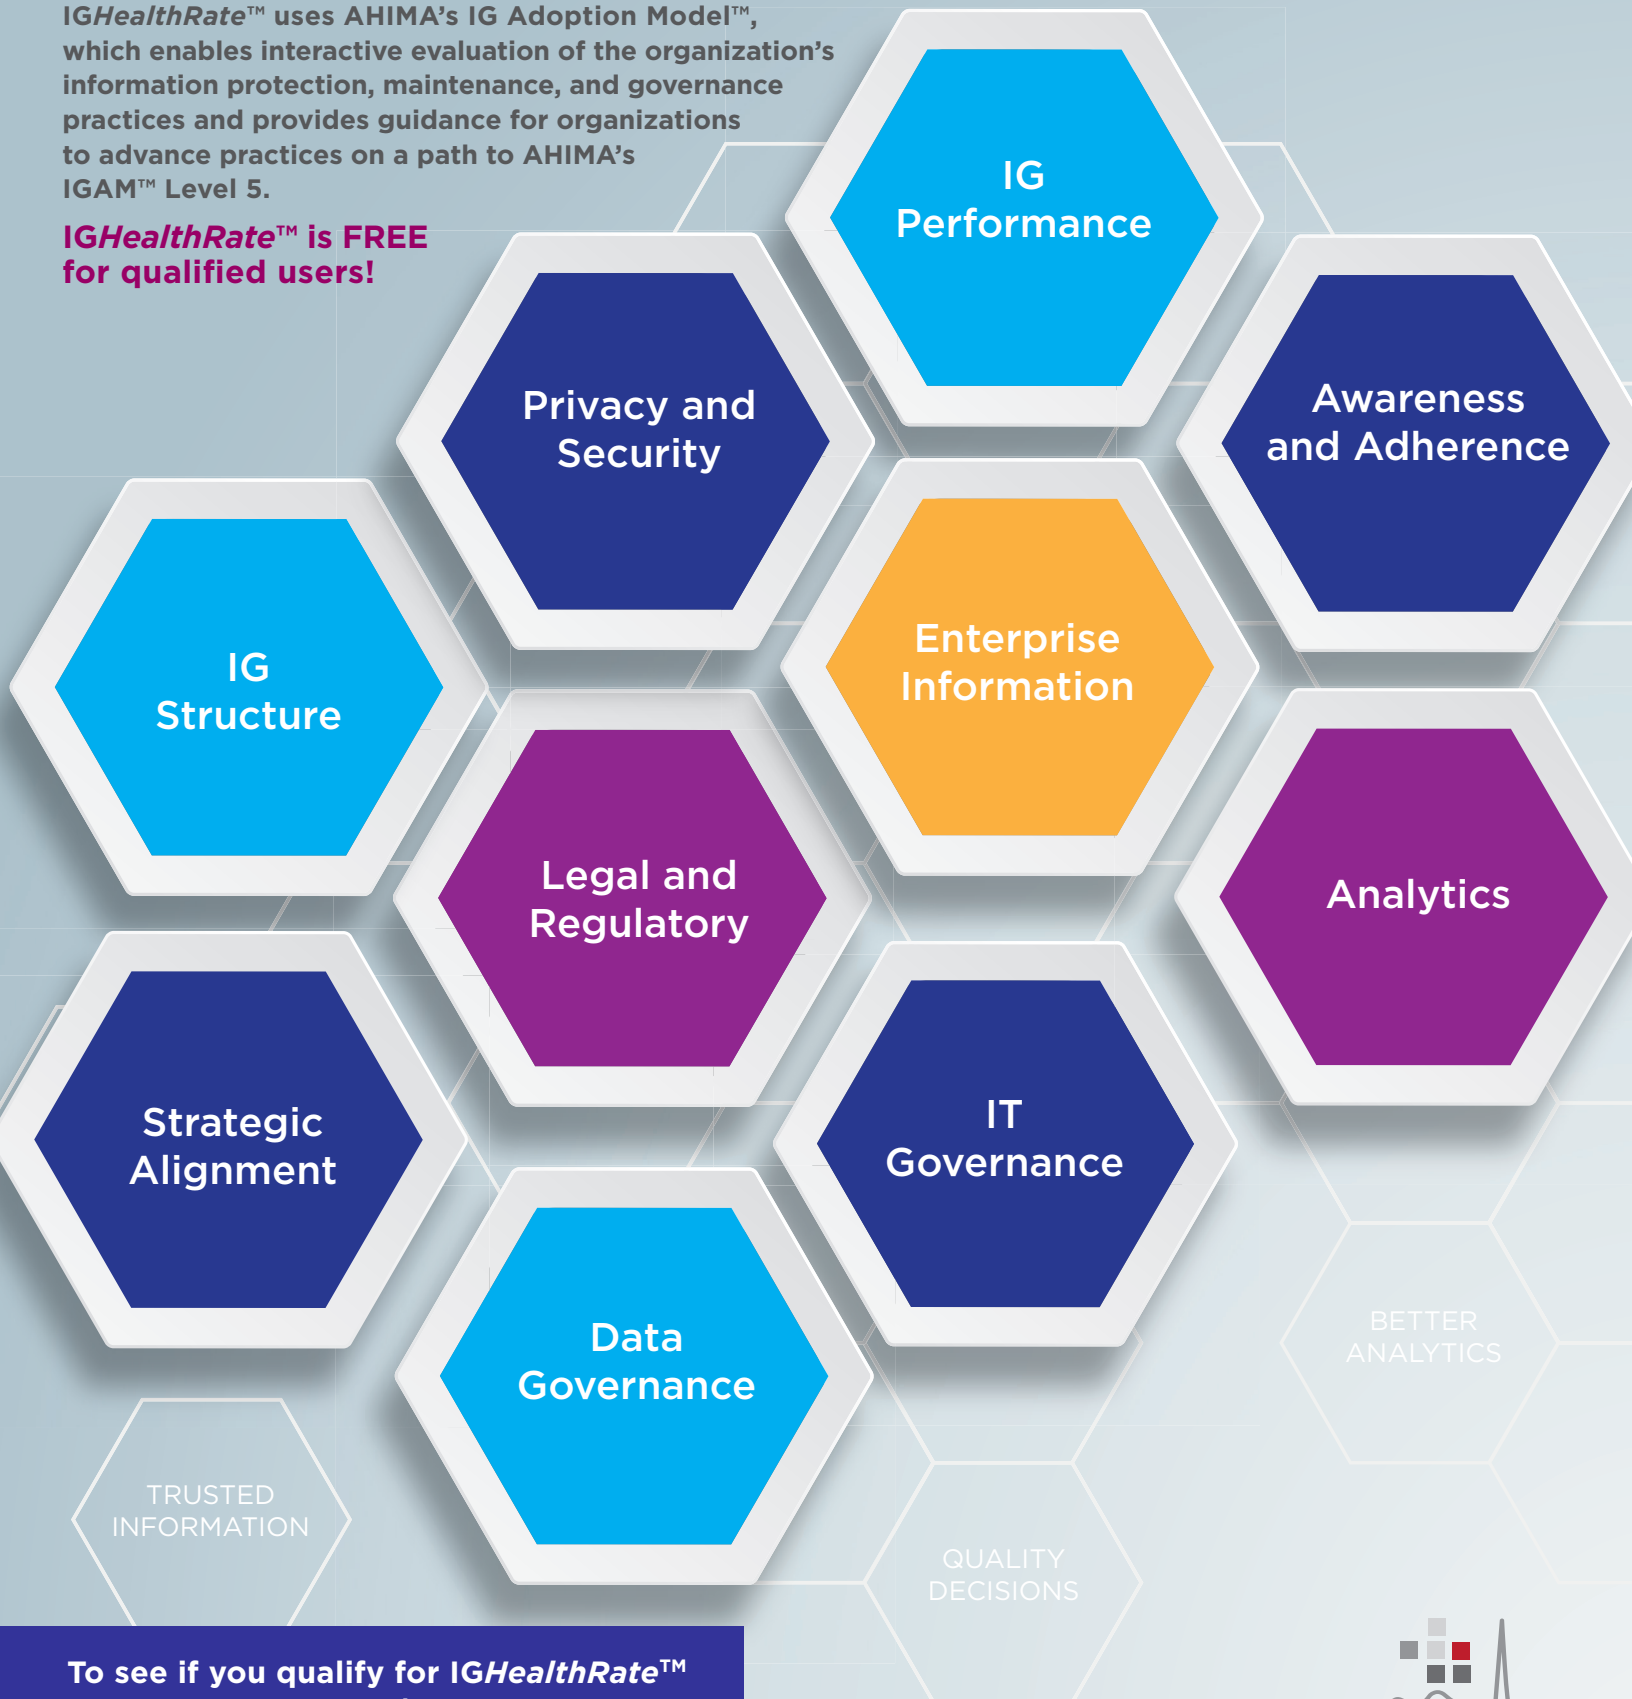 IGHealthRate™ uses AHIMA’s IG Adoption Model™,
which enables interactive evaluation of the organization’s
information protection, maintenance, and governance
practices and provides guidance for organizations
to advance practices on a path to AHIMA’s
IGAM™ Level 5.
IGHealthRate™ is FREE
for qualified users!
IG
Performance
Privacy and
Security
Awareness
and Adherence
IG
Structure
Enterprise
Information
Legal and
Regulatory
Analytics
Strategic
Alignment
IT
Governance
Data
Governance
BETTER
ANALYTICS
TRUSTED
INFORMATION
QUALITY
DECISIONS
To see if you qualify for IGHealthRate™